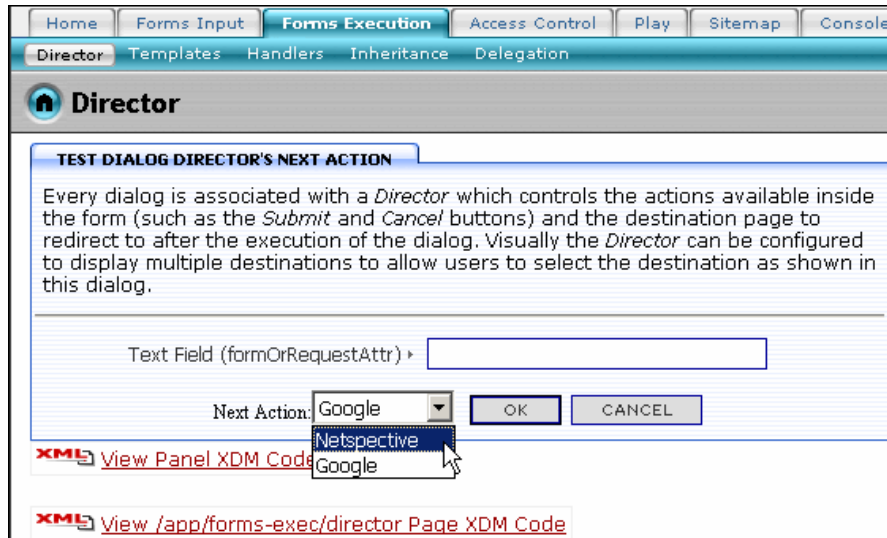 Home Forms Input Forms Execution Access Control Play Sitemap Console
Director Templates Handlers Inheritance Delegation
Director
TEST DIALOG DIRECTOR'S NEXT ACTION
Every dialog is associated with a Director which controls the actions available inside
the form (such as the Submit and Cancel buttons) and the destination page to
redirect to after the execution of the dialog. Visually the Director can be configured
to display multiple destinations to allow users to select the destination as shown in
this dialog.
Text Field (formOrRequestAttr)
Next Action: Google OK CANCEL
Netspective
XML View Panel XDM Code
Google
XML View /app/forms-exec/director Page XDM Code